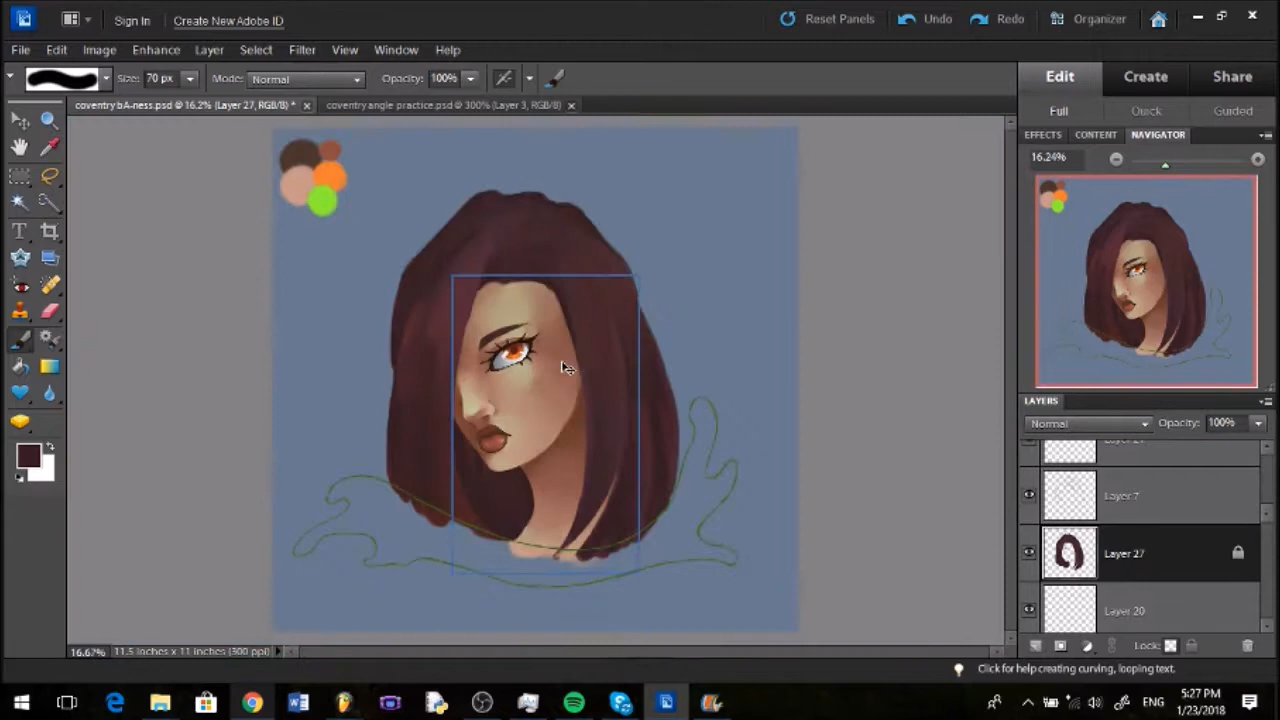 Sign In Create New Adobe ID Reset Panels Undo Redo Organizer
File Edit Image Enhance Layer Select Filter View Window Help
Size: 70 px Mode: Normal Opacity: 100% Edit Create Share
coventry bA-ness.psd @ 16.2% (Layer 27, RGB/8) * coventry angle practice.psd @ 300% (Layer 3, RGB/8) Full Quick Guided
EFFECTS CONTENT NAVIGATOR
16.24%
LAYERS
Normal Opacity: 100%
Layer 7
Layer 27
Layer 20
Lock:
16.67% 11.5 inches x 11 inches (300 ppi)
Click for help creating curving, looping text.
ENG 5:27 PM
1/23/2018